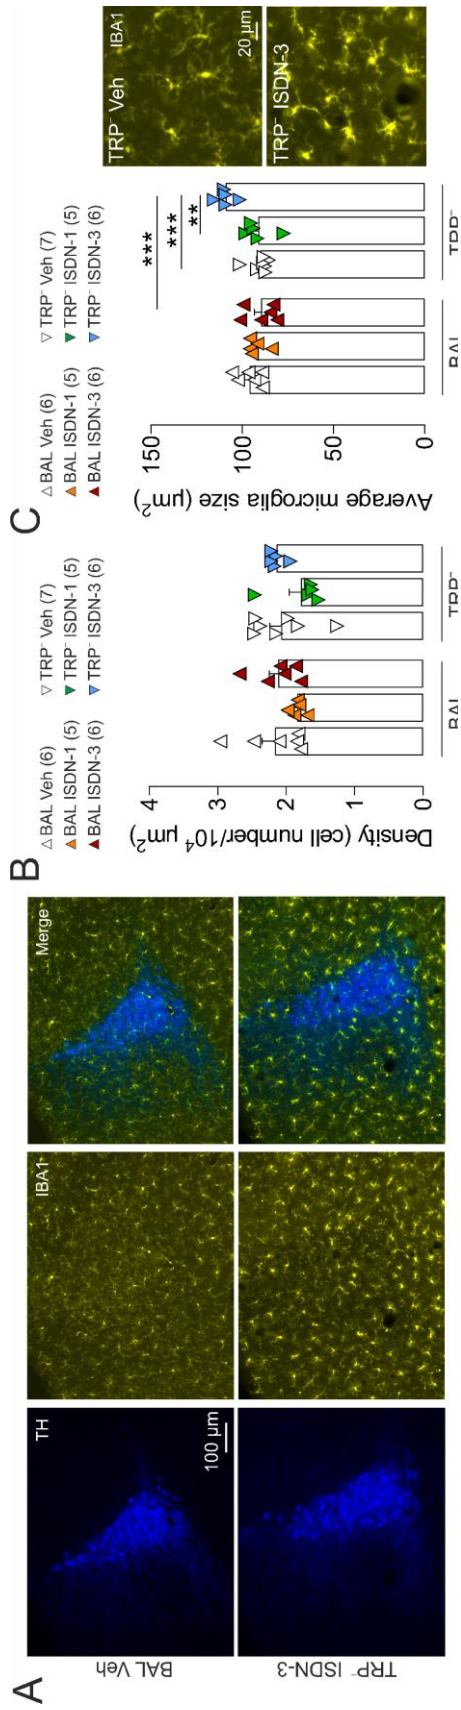 A
TH
IBA1
Merge
BAL Veh
100 µm
TRP⁻ ISDN-3
B
△ BAL Veh (6) ▽ TRP⁻ Veh (7)
▲ BAL ISDN-1 (5) ▼ TRP⁻ ISDN-1 (5)
▲ BAL ISDN-3 (6) ▼ TRP⁻ ISDN-3 (6)
Density (cell number/10⁴ µm²)
4
3
2
1
0
BAL TRP⁻
C
△ BAL Veh (6) ▽ TRP⁻ Veh (7)
▲ BAL ISDN-1 (5) ▼ TRP⁻ ISDN-1 (5)
▲ BAL ISDN-3 (6) ▼ TRP⁻ ISDN-3 (6)
Average microglia size (µm²)
150
100
50
0
***
***
**
BAL TRP⁻
TRP⁻ Veh IBA1
20 µm
TRP⁻ ISDN-3